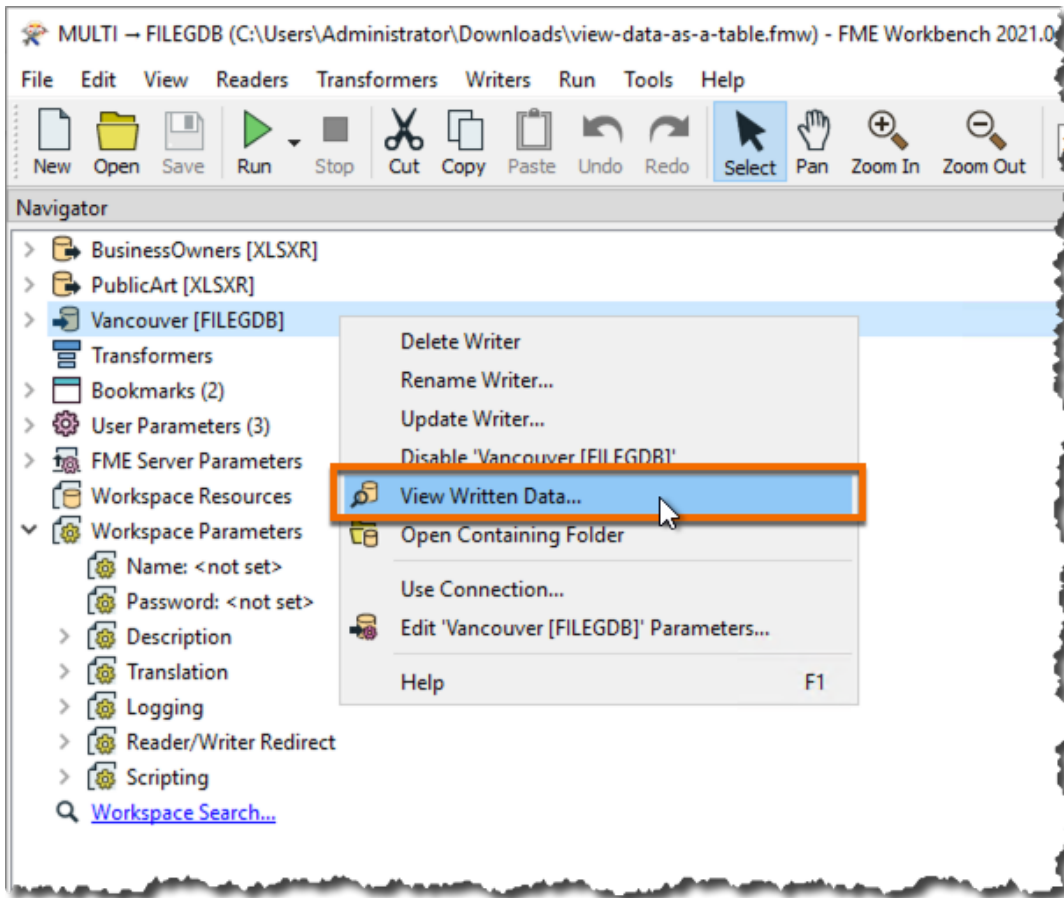 MULTI → FILEGDB (C:\Users\Administrator\Downloads\view-data-as-a-table.fmw) - FME Workbench 2021.0
File Edit View Readers Transformers Writers Run Tools Help
New Open Save Run Stop Cut Copy Paste Undo Redo Select Pan Zoom In Zoom Out
Navigator
BusinessOwners [XLSXR]
PublicArt [XLSXR]
Vancouver [FILEGDB]
Transformers
Bookmarks (2)
User Parameters (3)
FME Server Parameters
Workspace Resources
Workspace Parameters
Name: <not set>
Password: <not set>
Description
Translation
Logging
Reader/Writer Redirect
Scripting
Workspace Search...
Delete Writer
Rename Writer...
Update Writer...
Disable 'Vancouver [FILEGDB]'
View Written Data...
Open Containing Folder
Use Connection...
Edit 'Vancouver [FILEGDB]' Parameters...
Help F1